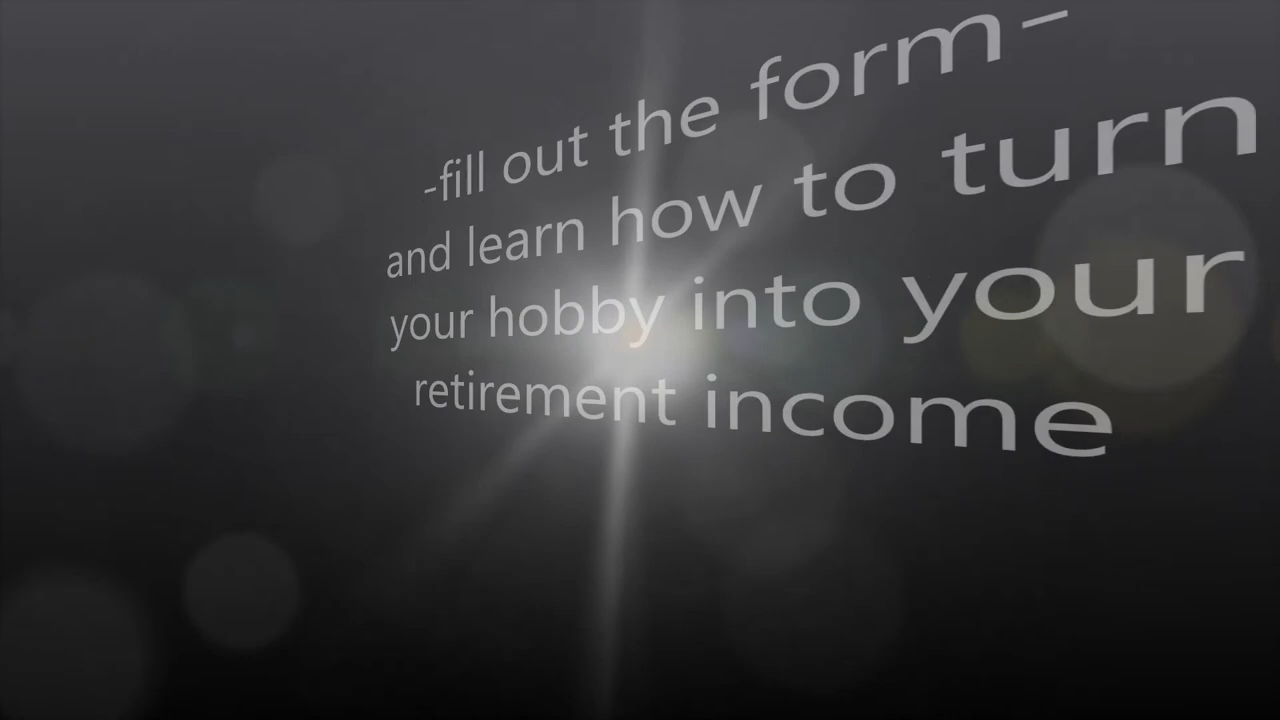 -fill out the form-
and learn how to turn
your hobby into your
retirement income